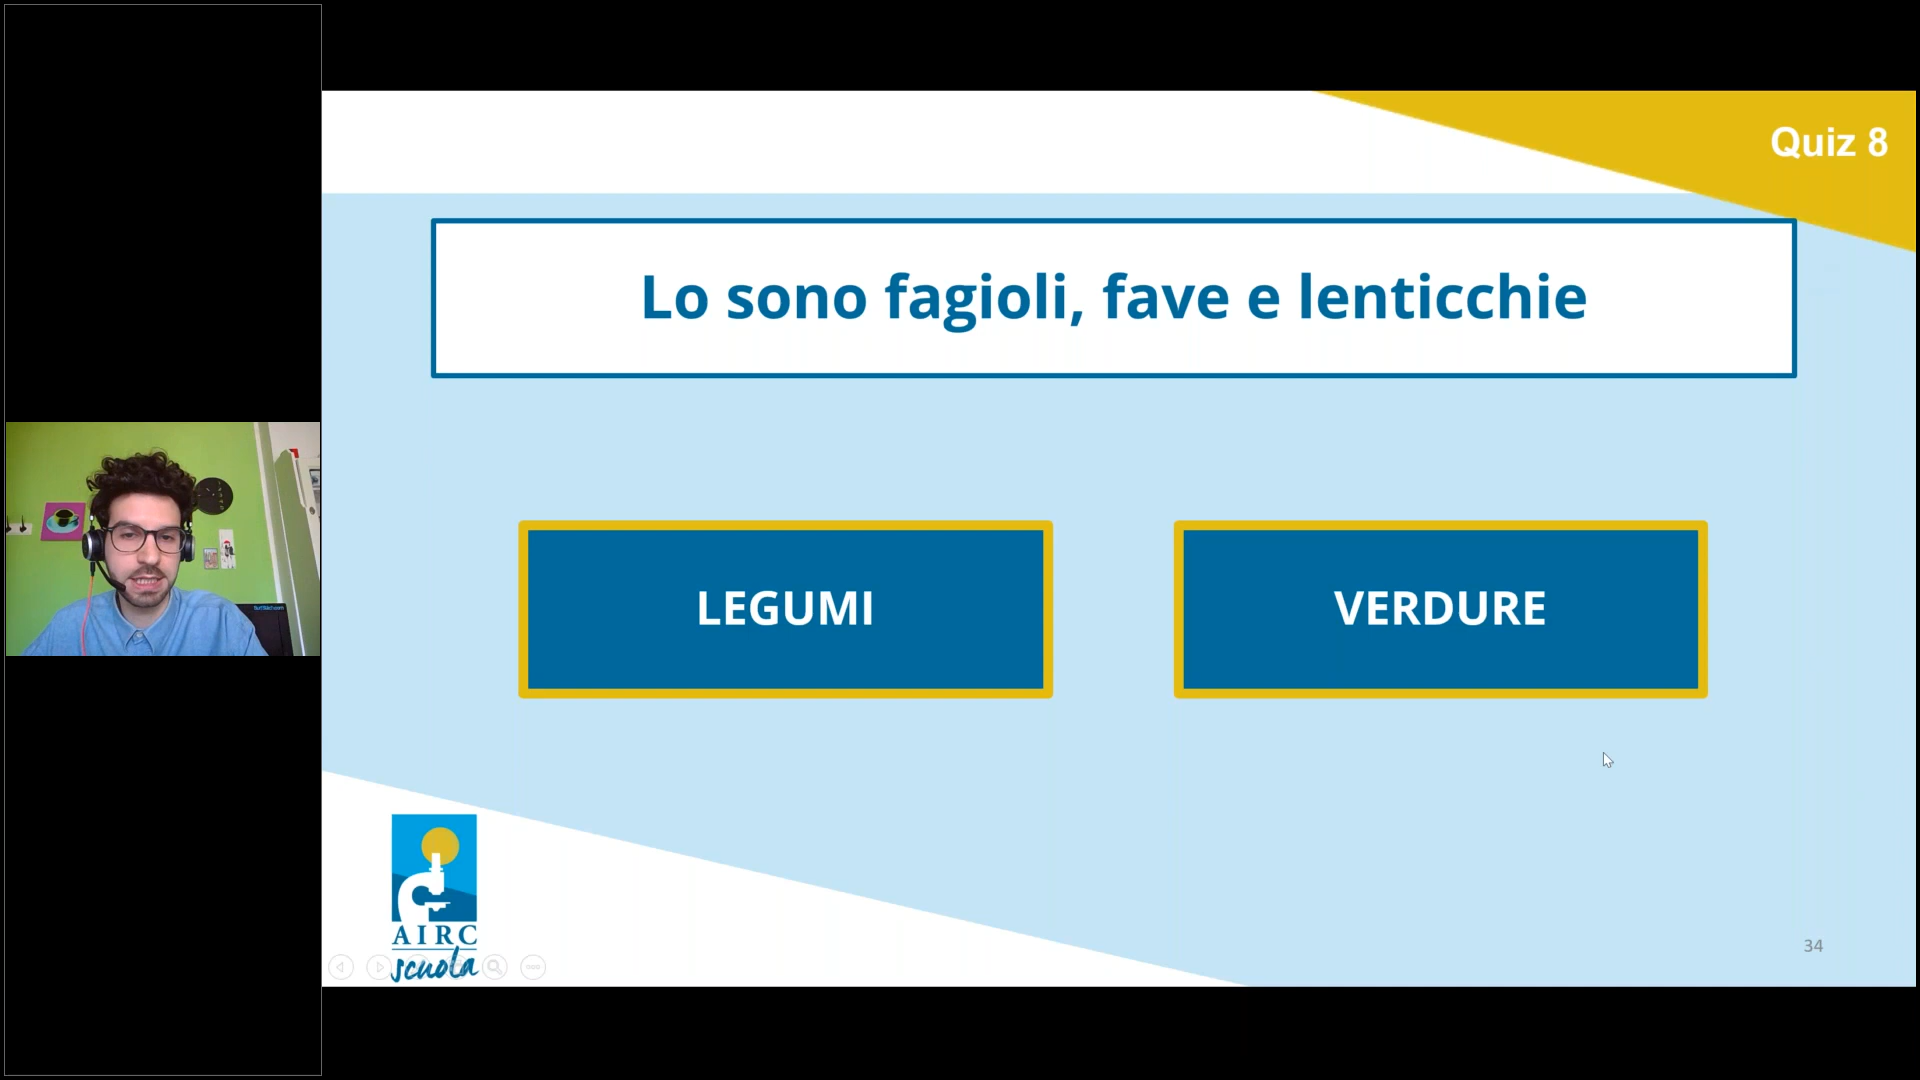 Quiz 8
Lo sono fagioli, fave e lenticchie
LEGUMI
VERDURE
AIRC
scuola
34